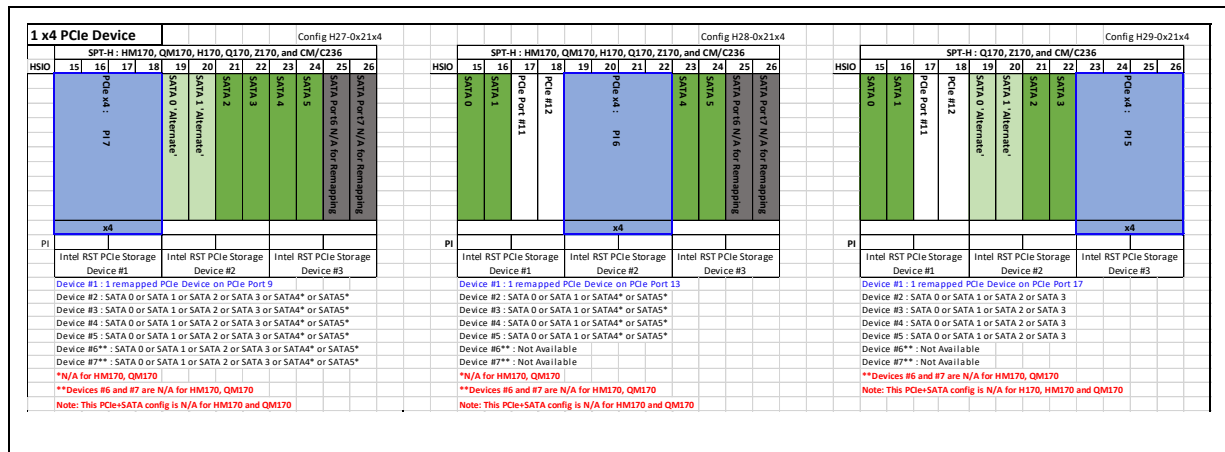 1 x4 PCIe Device
Config H27-0x21x4
SPT-H : HM170, QM170, H170, Q170, Z170, and CM/C236
HSIO 15 16 17 18 19 20 21 22 23 24 25 26
PCIe x4 : PI 7
SATA 0 'Alternate'
SATA 1 'Alternate'
SATA 2
SATA 3
SATA 4
SATA 5
SATA Port6 N/A for Remapping
SATA Port7 N/A for Remapping
x4
PI
Intel RST PCIe Storage Device #1
Intel RST PCIe Storage Device #2
Intel RST PCIe Storage Device #3
Device #1 : 1 remapped PCIe Device on PCIe Port 9
Device #2 : SATA 0 or SATA 1 or SATA 2 or SATA 3 or SATA4* or SATA5*
Device #3 : SATA 0 or SATA 1 or SATA 2 or SATA 3 or SATA4* or SATA5*
Device #4 : SATA 0 or SATA 1 or SATA 2 or SATA 3 or SATA4* or SATA5*
Device #5 : SATA 0 or SATA 1 or SATA 2 or SATA 3 or SATA4* or SATA5*
Device #6** : SATA 0 or SATA 1 or SATA 2 or SATA 3 or SATA4* or SATA5*
Device #7** : SATA 0 or SATA 1 or SATA 2 or SATA 3 or SATA4* or SATA5*
*N/A for HM170, QM170
**Devices #6 and #7 are N/A for HM170, QM170
Note: This PCIe+SATA config is N/A for HM170 and QM170
Config H28-0x21x4
SPT-H : HM170, QM170, H170, Q170, Z170, and CM/C236
HSIO 15 16 17 18 19 20 21 22 23 24 25 26
SATA 0
SATA 1
PCIe Port #11
PCIe #12
PCIe x4 : PI 6
SATA 4
SATA 5
SATA Port6 N/A for Remapping
SATA Port7 N/A for Remapping
x4
PI
Intel RST PCIe Storage Device #1
Intel RST PCIe Storage Device #2
Intel RST PCIe Storage Device #3
Device #1 : 1 remapped PCIe Device on PCIe Port 13
Device #2 : SATA 0 or SATA 1 or SATA4* or SATA5*
Device #3 : SATA 0 or SATA 1 or SATA4* or SATA5*
Device #4 : SATA 0 or SATA 1 or SATA4* or SATA5*
Device #5 : SATA 0 or SATA 1 or SATA4* or SATA5*
Device #6** : Not Available
Device #7** : Not Available
*N/A for HM170, QM170
**Devices #6 and #7 are N/A for HM170, QM170
Note: This PCIe+SATA config is N/A for HM170 and QM170
Config H29-0x21x4
SPT-H : Q170, Z170, and CM/C236
HSIO 15 16 17 18 19 20 21 22 23 24 25 26
SATA 0
SATA 1
PCIe Port #11
PCIe #12
SATA 0 'Alternate'
SATA 1 'Alternate'
SATA 2
SATA 3
PCIe x4 : PI 5
x4
PI
Intel RST PCIe Storage Device #1
Intel RST PCIe Storage Device #2
Intel RST PCIe Storage Device #3
Device #1 : 1 remapped PCIe Device on PCIe Port 17
Device #2 : SATA 0 or SATA 1 or SATA 2 or SATA 3
Device #3 : SATA 0 or SATA 1 or SATA 2 or SATA 3
Device #4 : SATA 0 or SATA 1 or SATA 2 or SATA 3
Device #5 : SATA 0 or SATA 1 or SATA 2 or SATA 3
Device #6** : Not Available
Device #7** : Not Available
**Devices #6 and #7 are N/A for HM170, QM170
Note: This PCIe+SATA config is N/A for H170, HM170 and QM170